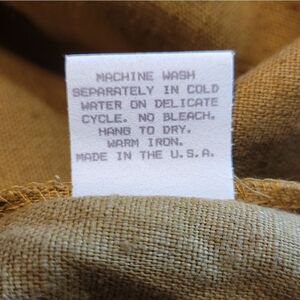 MACHINE WASH
SEPARATELY IN COLD
WATER ON DELICATE
CYCLE. NO BLEACH.
HANG TO DRY.
WARM IRON.
MADE IN THE U.S.A.